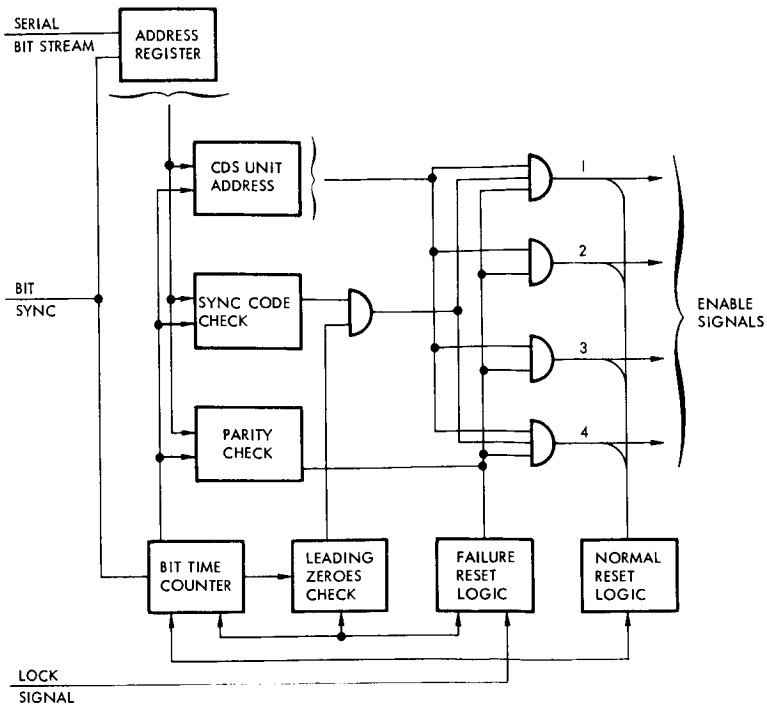 SERIAL
BIT STREAM
ADDRESS
REGISTER
CDS UNIT
ADDRESS
1
2
BIT
SYNC
SYNC CODE
CHECK
ENABLE
SIGNALS
3
PARITY
CHECK
4
BIT TIME
COUNTER
LEADING
ZEROES
CHECK
FAILURE
RESET
LOGIC
NORMAL
RESET
LOGIC
LOCK
SIGNAL